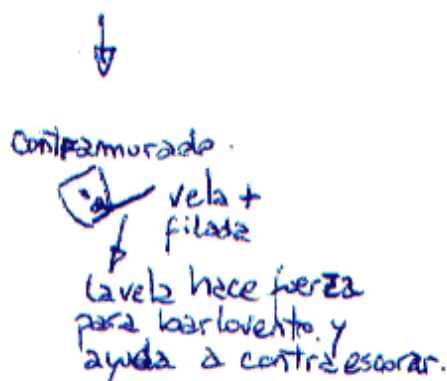 contramurado.
vela +
filada
la vela hace fuerza
para barlovento, y
ayuda a contraescorar.